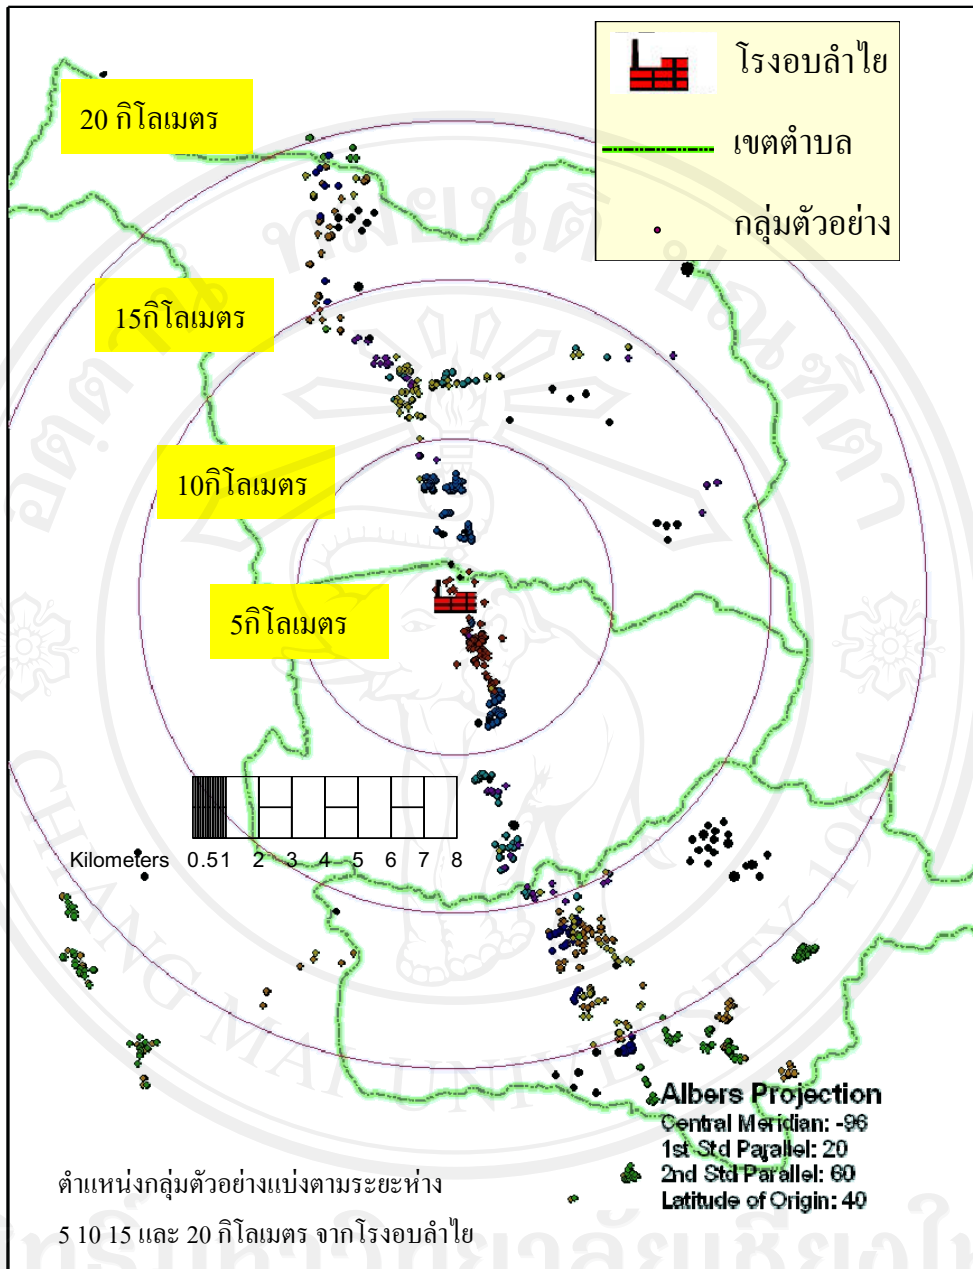 โรงอบลำไย
เขตตำบล
กลุ่มตัวอย่าง
20 กิโลเมตร
15กิโลเมตร
10กิโลเมตร
5กิโลเมตร
Kilometers 0.51 2 3 4 5 6 7 8
Albers Projection
Central Meridian: -96
1st Std Parallel: 20
2nd Std Parallel: 60
Latitude of Origin: 40
ตำแหน่งกลุ่มตัวอย่างแบ่งตามระยะห่าง
5 10 15 และ 20 กิโลเมตร จากโรงอบลำไย
CHIANG MAI UNIVERSITY 1964